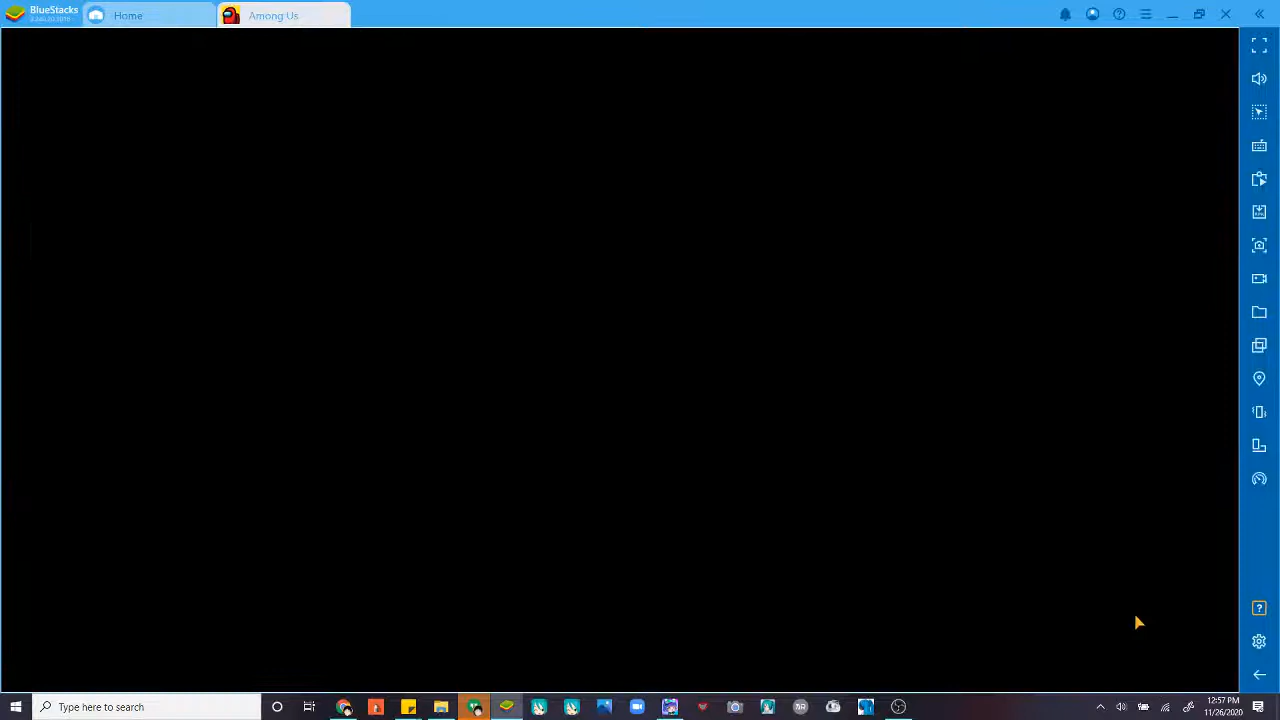 BlueStacks
Home
Among Us
Type here to search
12:57 PM
11/26/2020